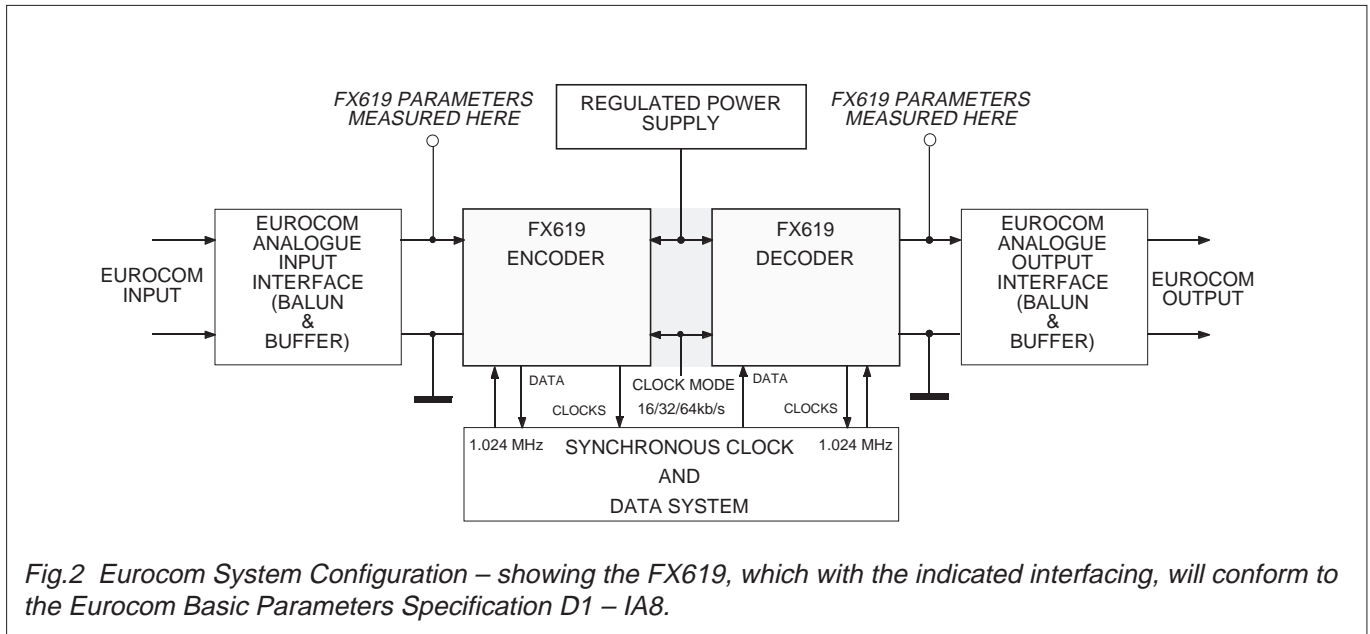 FX619 PARAMETERS
MEASURED HERE
REGULATED POWER
SUPPLY
FX619 PARAMETERS
MEASURED HERE
EUROCOM
INPUT
EUROCOM
ANALOGUE
INPUT
INTERFACE
(BALUN
&
BUFFER)
FX619
ENCODER
FX619
DECODER
EUROCOM
ANALOGUE
OUTPUT
INTERFACE
(BALUN
&
BUFFER)
EUROCOM
OUTPUT
DATA
CLOCKS
CLOCK MODE
16/32/64kb/s
DATA
CLOCKS
1.024 MHz
SYNCHRONOUS CLOCK
AND
DATA SYSTEM
1.024 MHz
Fig.2 Eurocom System Configuration – showing the FX619, which with the indicated interfacing, will conform to
the Eurocom Basic Parameters Specification D1 – IA8.